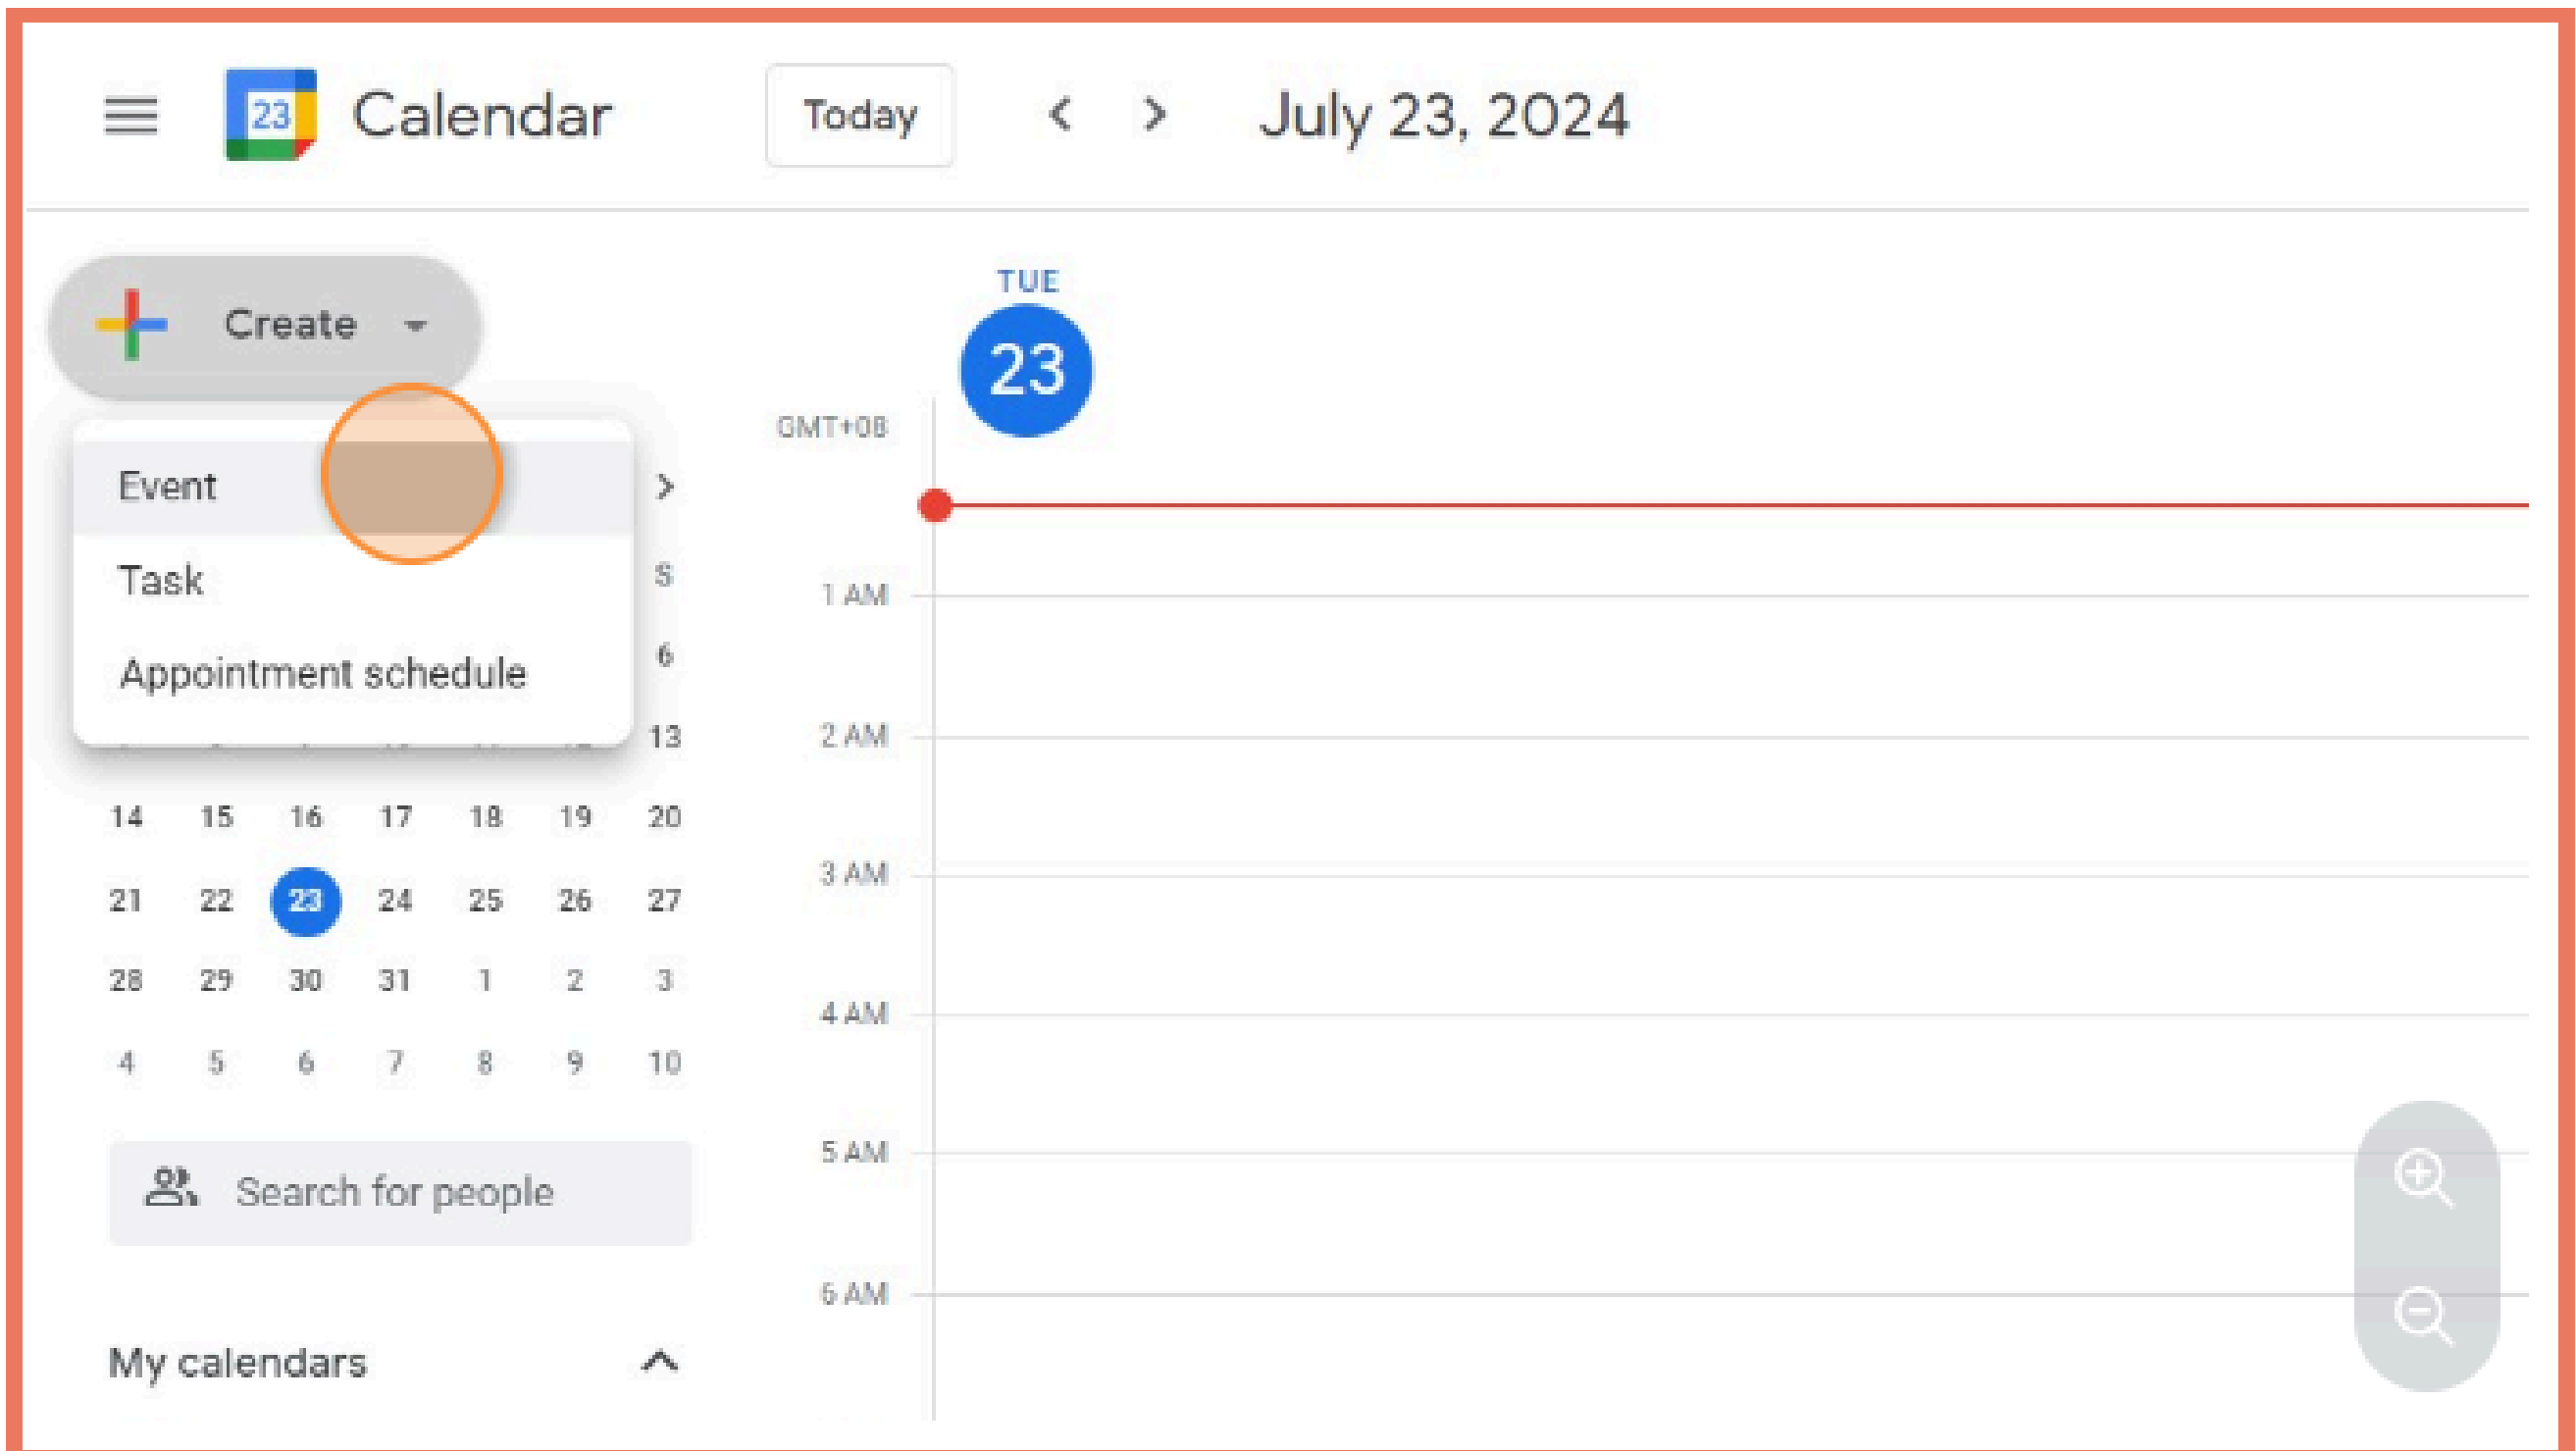 23 Calendar Today < > July 23, 2024
Create
TUE
23
GMT+08
Event >
Task
Appointment schedule
S
6
13
14 15 16 17 18 19 20
21 22 23 24 25 26 27
28 29 30 31 1 2 3
4 5 6 7 8 9 10
Search for people
My calendars
1 AM
2 AM
3 AM
4 AM
5 AM
6 AM